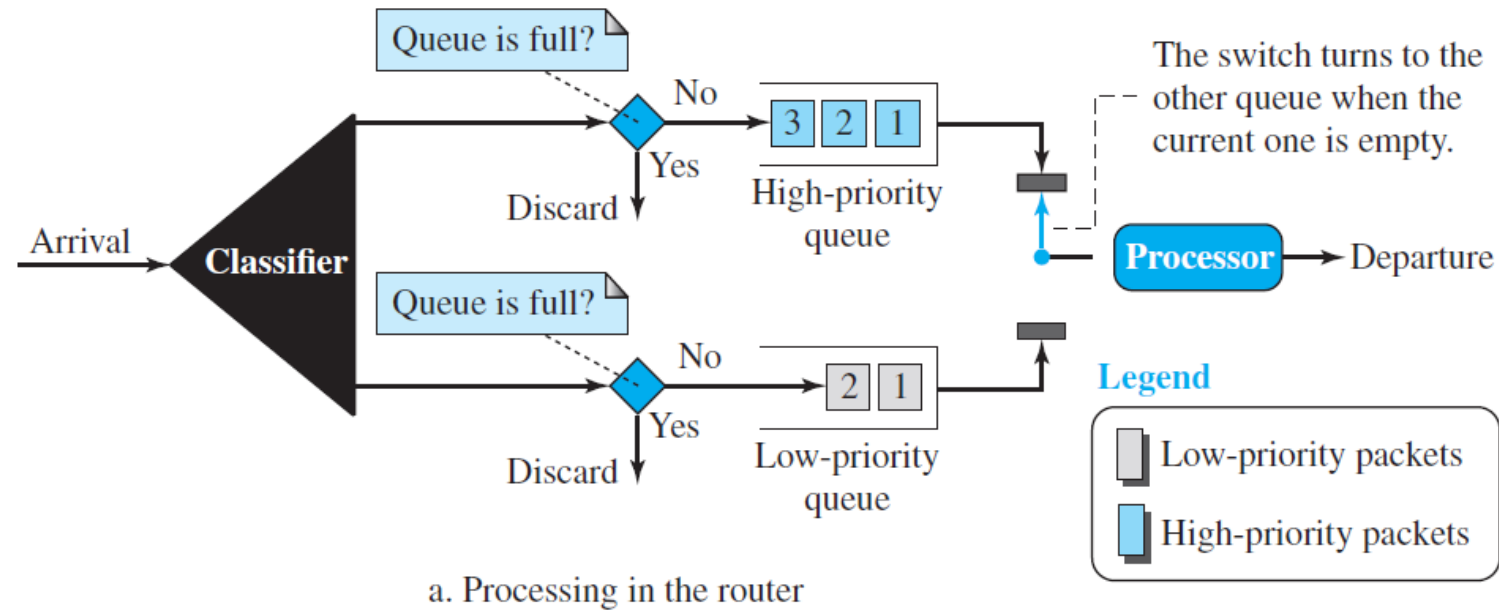 Queue is full?
The switch turns to the
other queue when the
current one is empty.
No
3 2 1
Yes
Discard
High-priority
queue
Arrival
Classifier
Processor
Departure
Queue is full?
No
2 1
Yes
Discard
Low-priority
queue
Legend
Low-priority packets
High-priority packets
a. Processing in the router